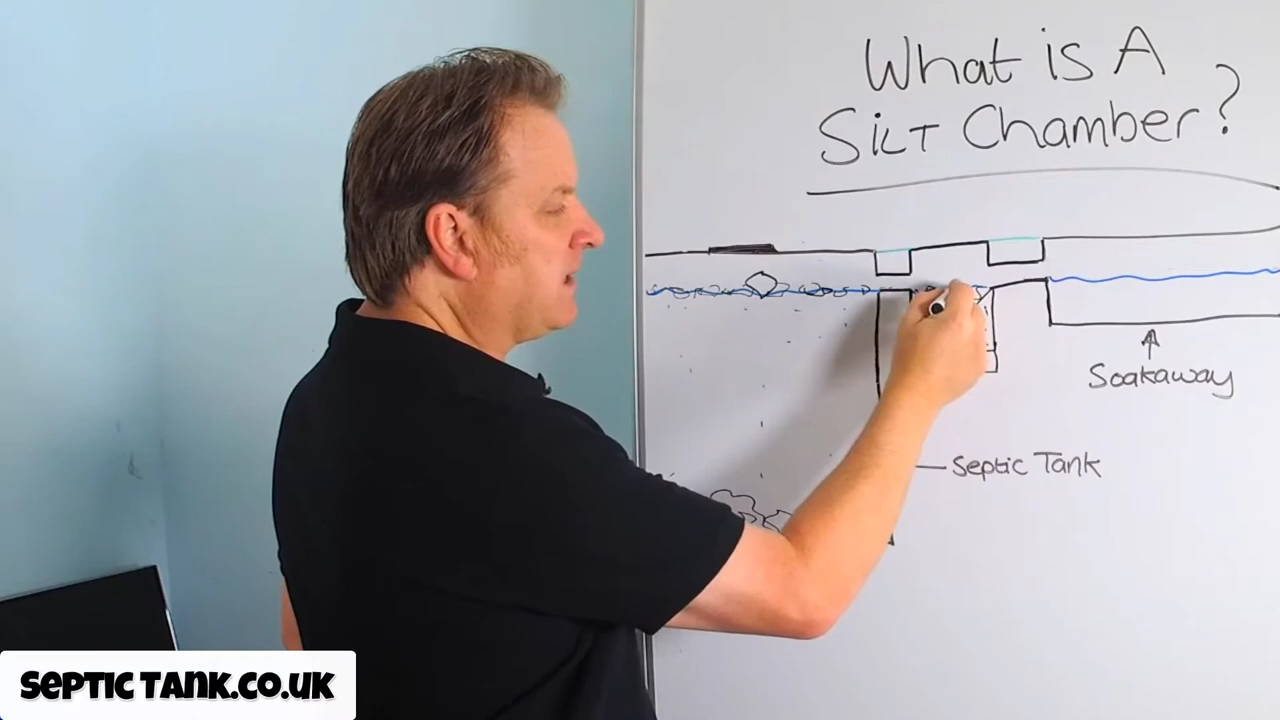 What is A
Silt Chamber?
Soakaway
Septic Tank
SEPTIC TANK.CO.UK